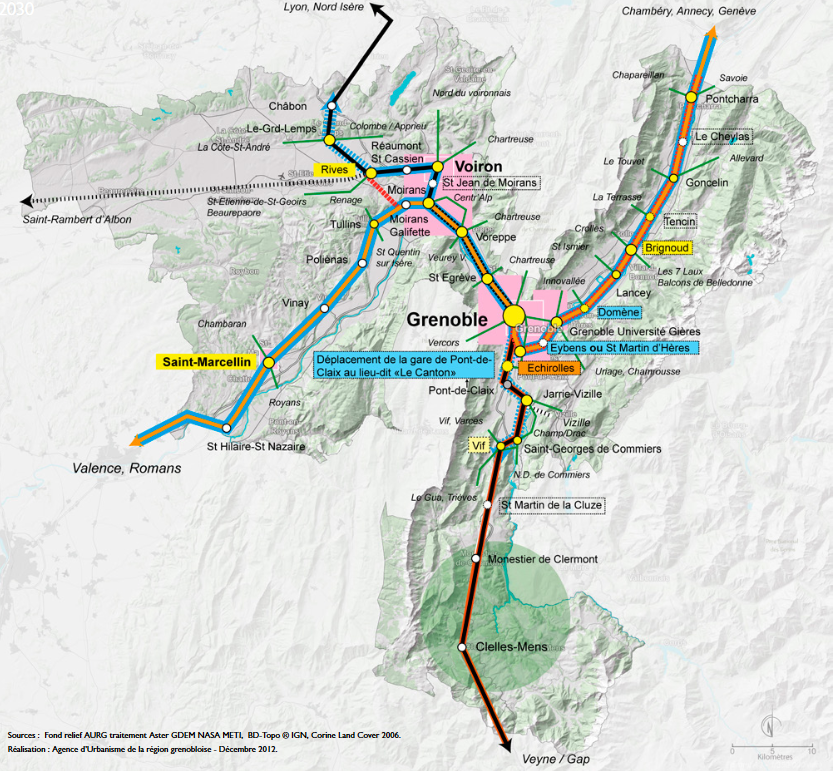 2030
Lyon, Nord Isère
Chambéry, Annecy, Genève
Chapareillan
Savoie
Pontcharra
Nord du voironnais
Châbon
Le-Grd-Lemps
Colombe / Apprieu
La Côte-St-André
Réaumont
St Cassien
Chartreuse
Le Cheylas
Rives
Voiron
Le Touvet
Allevard
Goncelin
St Jean de Moirans
Moirans
Renage
Centr'Alp
La Terrasse
St-Etienne-de-St-Geoirs
Beaurepaore
Saint-Rambert d'Albon
Moirans
Galifette
Chartreuse
Tencin
Tullins
Voreppe
Crolles
Brignoud
St Ismier
St Quentin
sur Isère
Poliénas
Veurey V.
Chartreuse
Les 7 Laux
Balcons de Belledonne
St Egrève
Innovallée
Lancey
Vinay
Domène
Grenoble
Grenoble
Grenoble Université Gières
Chambaran
Vercors
Eybens ou St Martin d'Hères
Saint-Marcellin
Déplacement de la gare de Pont-de-
Claix au lieu-dit «Le Canton»
Echirolles
Uriage, Chamrousse
Pont-de-Claix
Jarrie-Vizille
Royans
Vif, Varces
Vizille
Champ/Drac
St Hilaire-St Nazaire
Vif
Saint-Georges de Commiers
Valence, Romans
N.D. de Commiers
Le Gua, Trièves
St Martin de la Cluze
Monestier de Clermont
Clelles-Mens
Sources : Fond relief AURG traitement Aster GDEM NASA METI, BD-Topo ® IGN, Corine Land Cover 2006.
Réalisation : Agence d'Urbanisme de la région grenobloise - Décembre 2012.
Veyne / Gap
N
0 5 10
Kilomètres